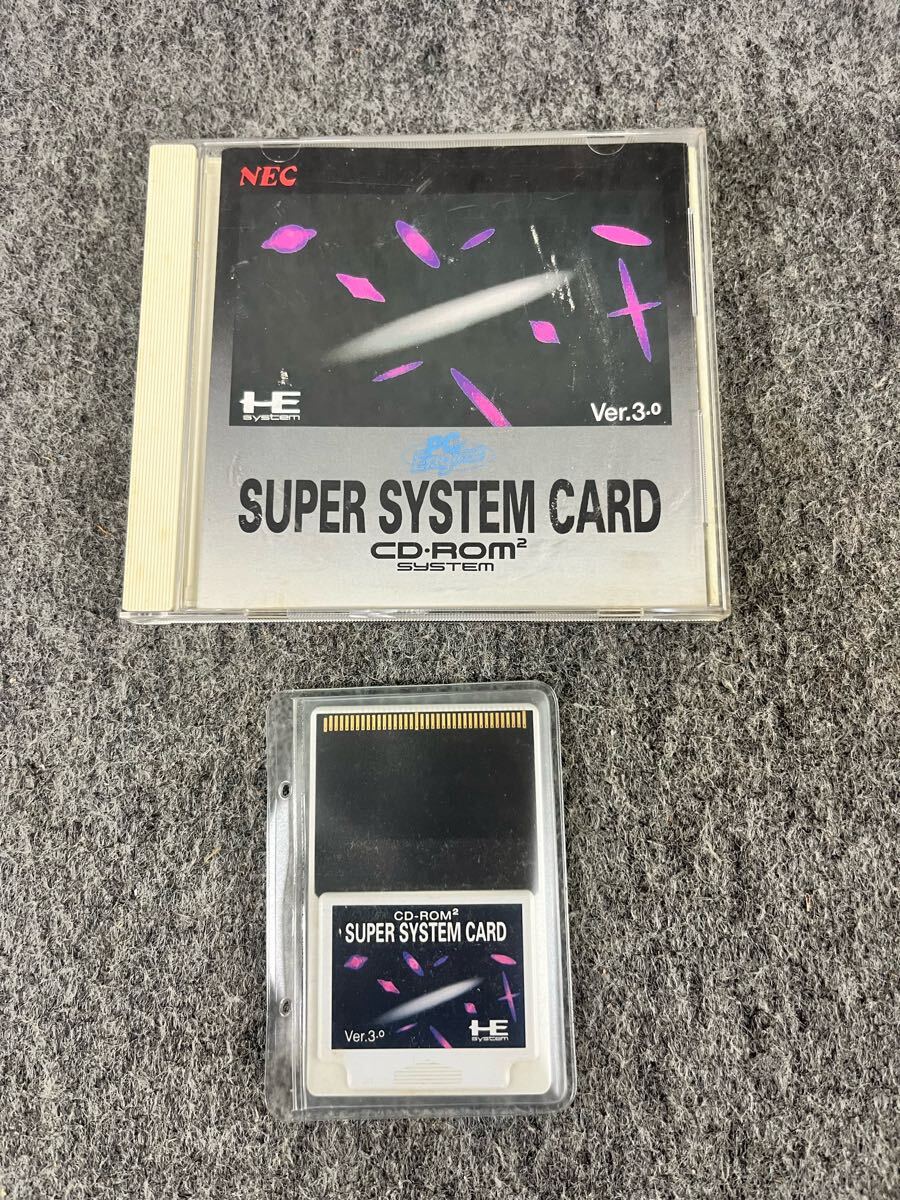 NEC
HE
system
Ver.3.0
PC
Engine
SUPER SYSTEM CARD
CD·ROM²
SYSTEM
CD-ROM²
SUPER SYSTEM CARD
Ver.3.0
HE
system